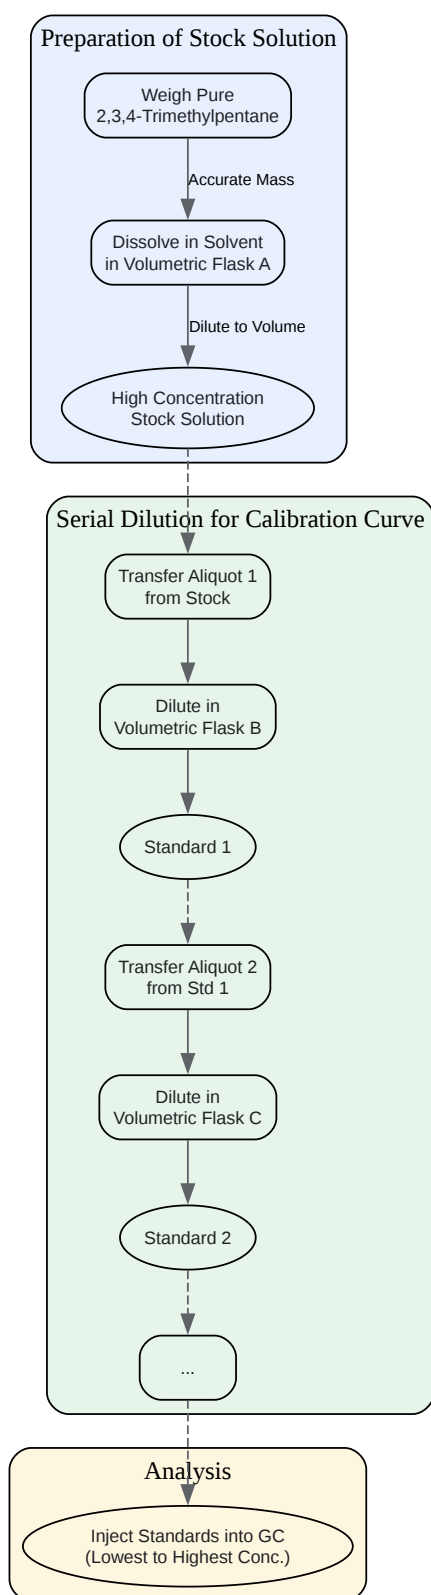 Preparation of Stock Solution
Weigh Pure
2,3,4-Trimethylpentane
Accurate Mass
Dissolve in Solvent
in Volumetric Flask A
Dilute to Volume
High Concentration
Stock Solution
Serial Dilution for Calibration Curve
Transfer Aliquot 1
from Stock
Dilute in
Volumetric Flask B
Standard 1
Transfer Aliquot 2
from Std 1
Dilute in
Volumetric Flask C
Standard 2
...
Analysis
Inject Standards into GC
(Lowest to Highest Conc.)